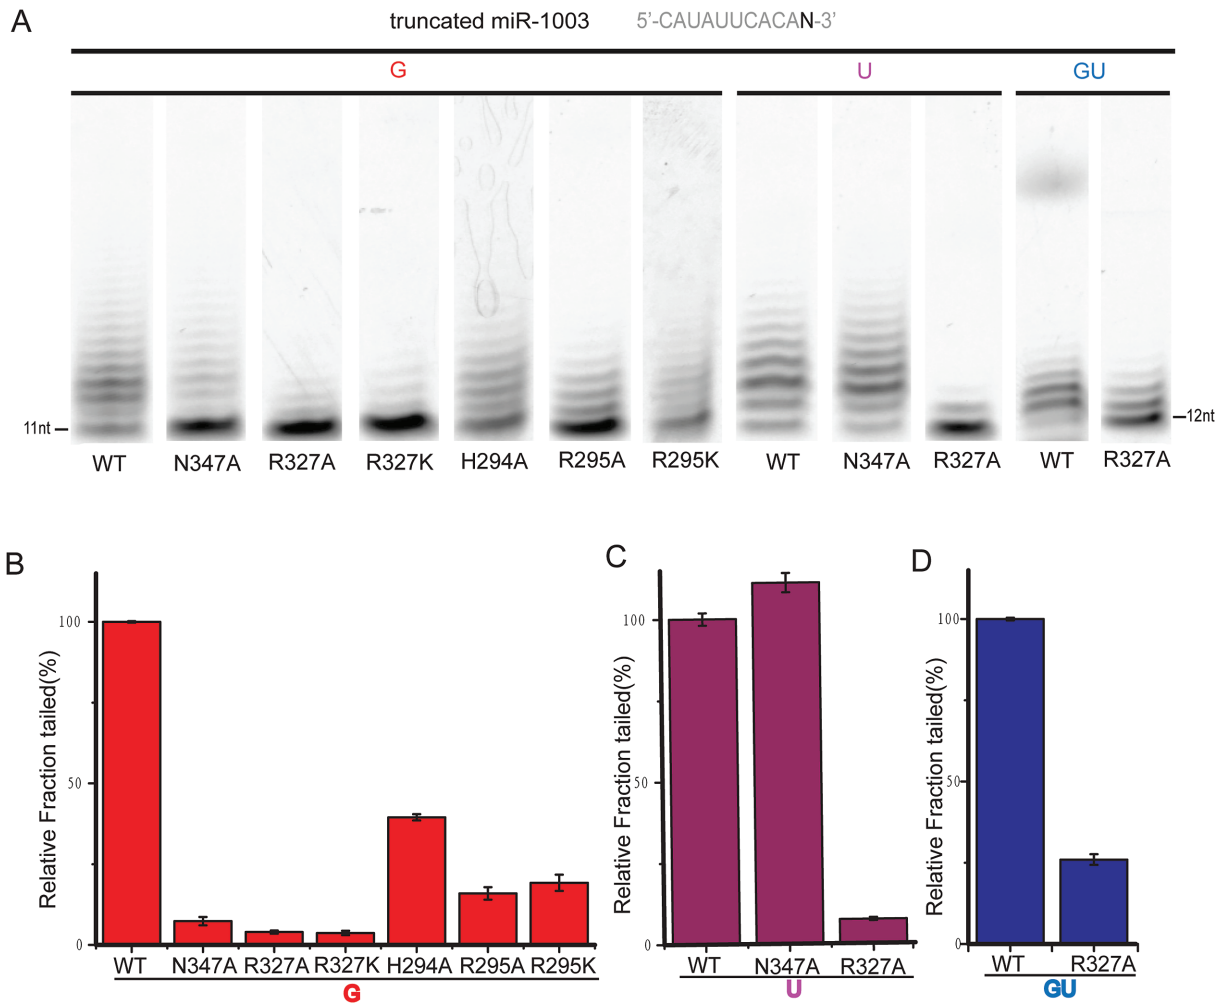 A
truncated miR-1003 5'-CAUAUUCACAN-3'
G U GU
11nt
12nt
WT N347A R327A R327K H294A R295A R295K WT N347A R327A WT R327A
B
Relative Fraction tailed(%)
100
50
0
WT N347A R327A R327K H294A R295A R295K
G
C
Relative Fraction tailed(%)
100
50
0
WT N347A R327A
U
D
Relative Fraction tailed(%)
100
50
0
WT R327A
GU